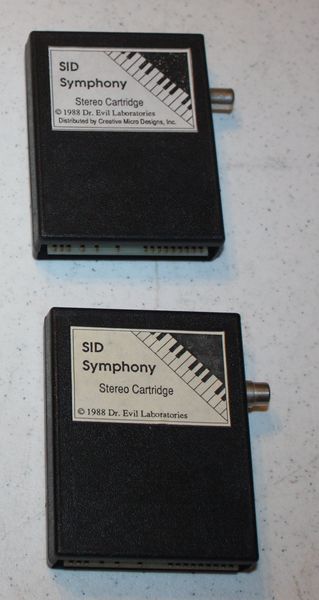 SID
Symphony
Stereo Cartridge
© 1988 Dr. Evil Laboratories
Distributed by Creative Micro Designs, Inc.
SID
Symphony
Stereo Cartridge
© 1988 Dr. Evil Laboratories